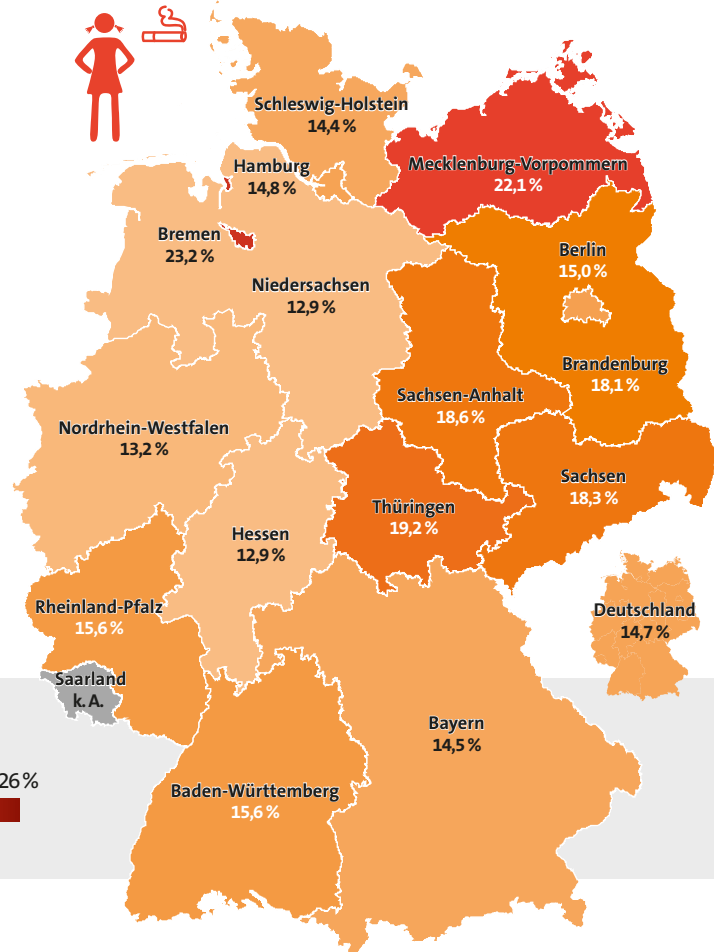 Schleswig-Holstein
14,4 %
Hamburg
14,8 %
Mecklenburg-Vorpommern
22,1 %
Bremen
23,2 %
Niedersachsen
12,9 %
Berlin
15,0 %
Brandenburg
18,1 %
Sachsen-Anhalt
18,6 %
Nordrhein-Westfalen
13,2 %
Sachsen
18,3 %
Thüringen
19,2 %
Hessen
12,9 %
Rheinland-Pfalz
15,6 %
Deutschland
14,7 %
Saarland
k. A.
Bayern
14,5 %
26 %
Baden-Württemberg
15,6 %